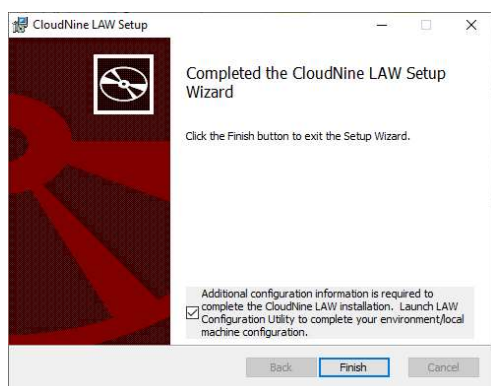 CloudNine LAW Setup
Completed the CloudNine LAW Setup
Wizard
Click the Finish button to exit the Setup Wizard.
Additional configuration information is required to
complete the CloudNine LAW installation. Launch LAW
Configuration Utility to complete your environment/local
machine configuration.
Back Finish Cancel